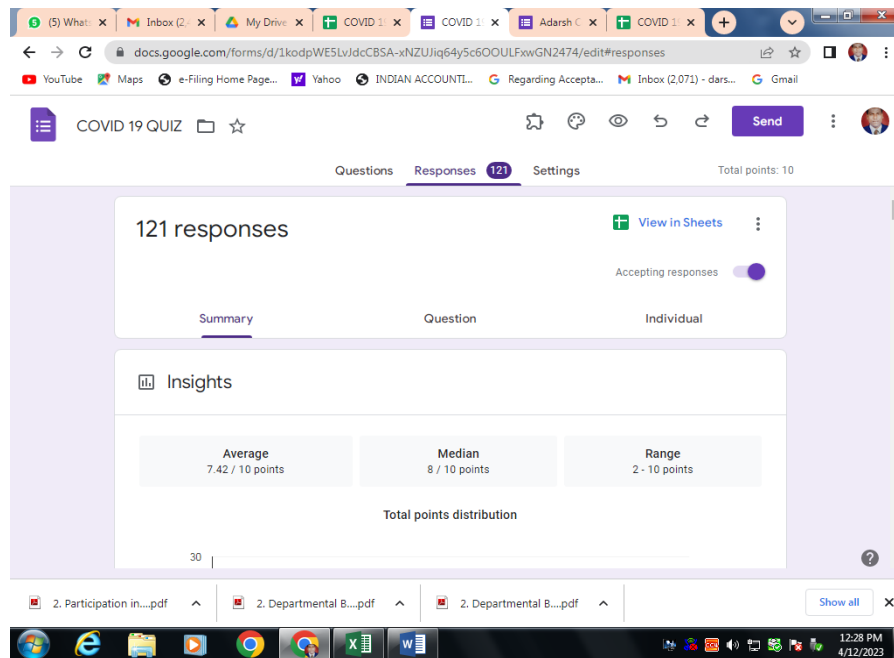 (5) What: M Inbox (2, My Drive COVID 1 COVID 1 Adarsh C COVID 1
docs.google.com/forms/d/1kodpWE5LvJdcCBSA-xNZUJiq64y5c6OOULFxwGN2474/edit#responses
YouTube Maps e-Filing Home Page... Yahoo INDIAN ACCOUNTI... Regarding Accepta... Inbox (2,071) - dars... Gmail
COVID 19 QUIZ Send
Questions Responses 121 Settings Total points: 10
121 responses View in Sheets
Accepting responses
Summary Question Individual
Insights
Average Median Range
7.42 / 10 points 8 / 10 points 2 - 10 points
Total points distribution
30
2. Participation in....pdf 2. Departmental B....pdf 2. Departmental B....pdf Show all
12:28 PM
4/12/2023